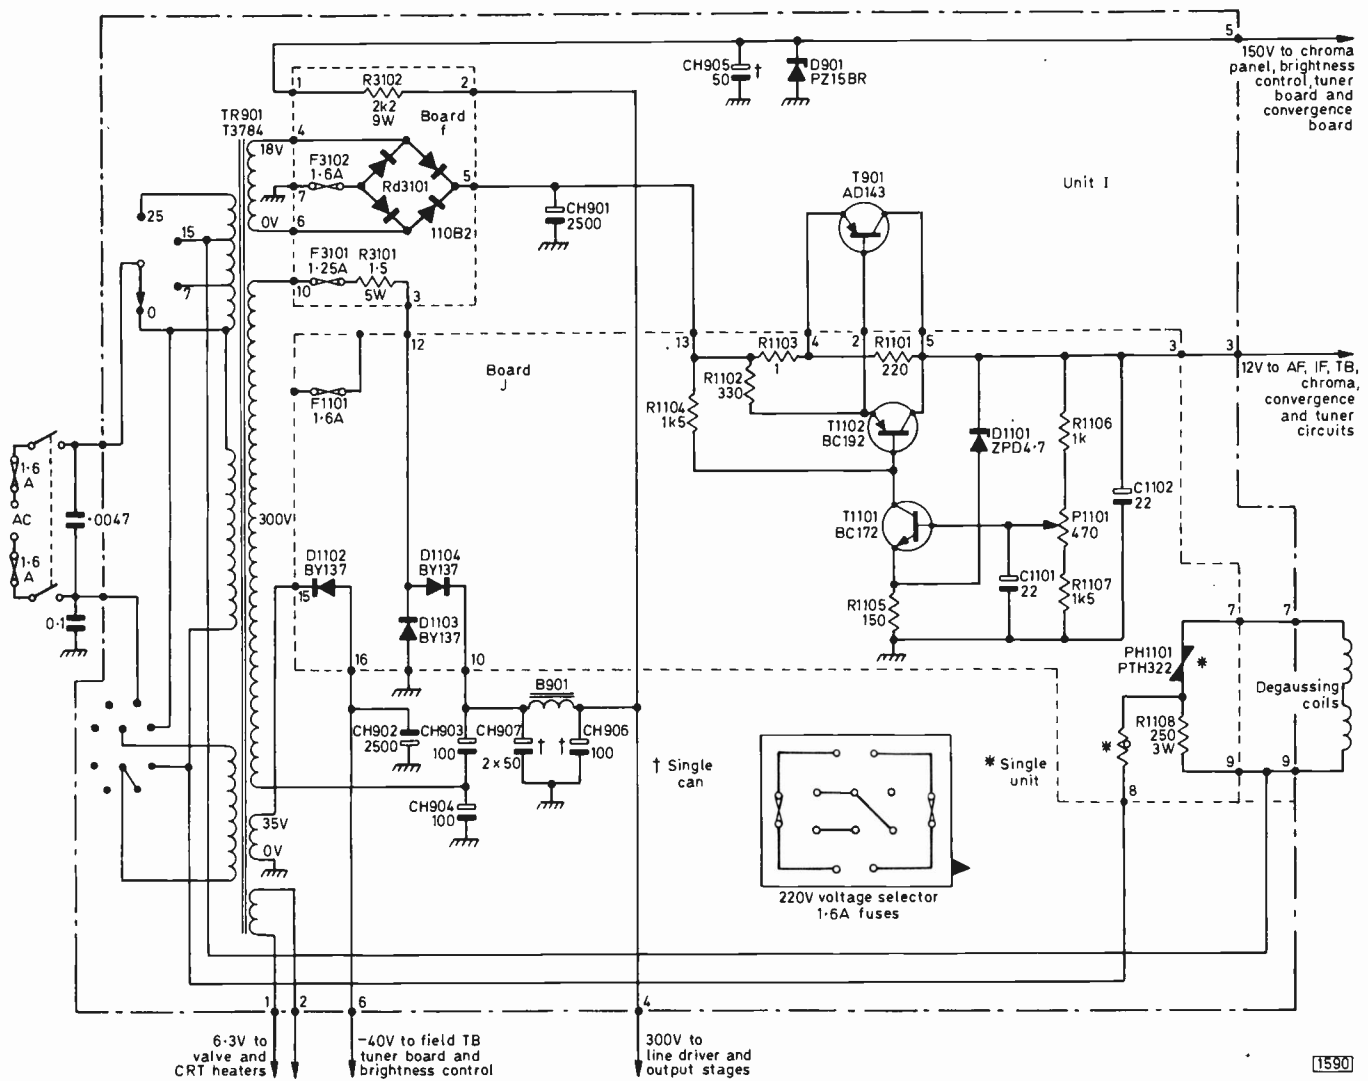 5
150V to chroma
panel, brightness
control, tuner
board and
convergence
board
CH905
50
†
D901
PZ15BR
1
R3102
2k2
9W
2
Board
f
TR901
T3784
18V
4
F3102
1·6A
7
Rd3101
5
0V
6
110B2
CH901
2500
T901
AD143
Unit I
25
15
7
0
F3101
1·25A
R3101
1·5
5W
10
3
12
13
4
2
5
3
3
R1103
1
R1101
220
12V to AF, IF, TB,
chroma,
convergence
and tuner
circuits
Board
J
F1101
1·6A
R1102
330
R1104
1k5
T1102
BC192
D1101
ZPD4·7
R1106
1k
C1102
22
1·6
A
AC
1·6
A
·0047
0·1
300V
T1101
BC172
P1101
470
C1101
22
R1107
1k5
R1105
150
D1102
BY137
15
D1104
BY137
D1103
BY137
16
10
7
7
PH1101
PTH322
*
Degaussing
coils
R1108
250
3W
*
9
9
8
B901
CH902
2500
CH903
100
CH907
†
2×50
†
CH906
100
CH904
100
† Single
can
* Single
unit
35V
0V
220V voltage selector
1·6A fuses
1
2
6
4
6·3V to
valve and
CRT heaters
-40V to field TB
tuner board and
brightness control
300V to
line driver and
output stages
1590